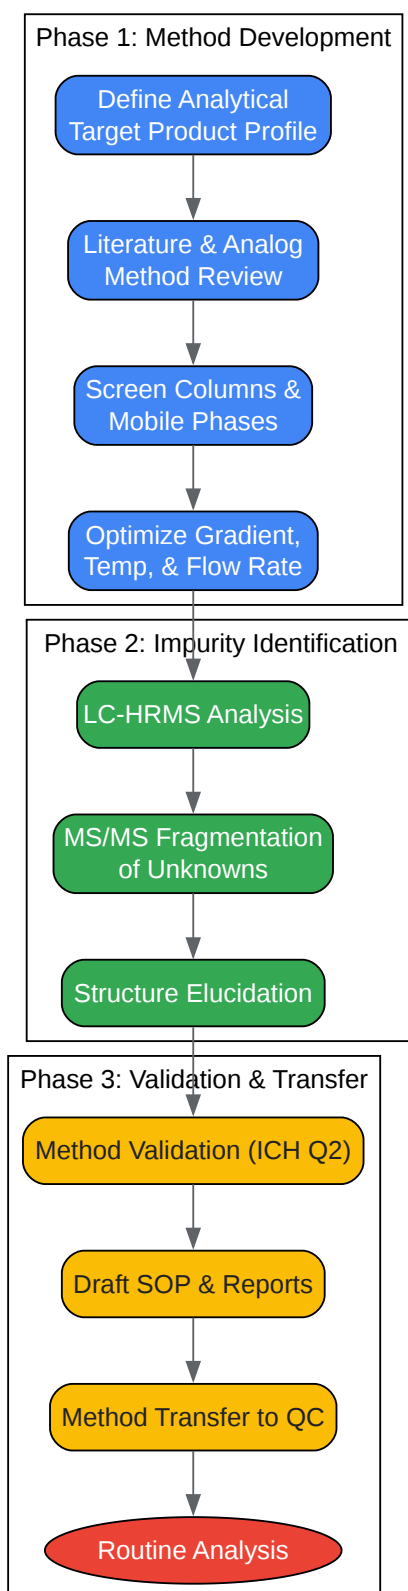 Phase 1: Method Development
Define Analytical
Target Product Profile
Literature & Analog
Method Review
Screen Columns &
Mobile Phases
Optimize Gradient,
Temp, & Flow Rate
Phase 2: Impurity Identification
LC-HRMS Analysis
MS/MS Fragmentation
of Unknowns
Structure Elucidation
Phase 3: Validation & Transfer
Method Validation (ICH Q2)
Draft SOP & Reports
Method Transfer to QC
Routine Analysis